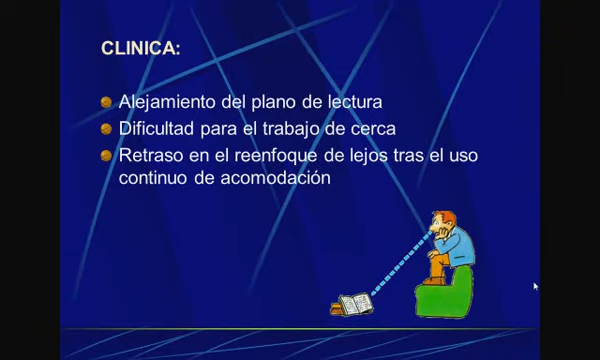 CLINICA:
Alejamiento del plano de lectura
Dificultad para el trabajo de cerca
Retraso en el reenfoque de lejos tras el uso
continuo de acomodación